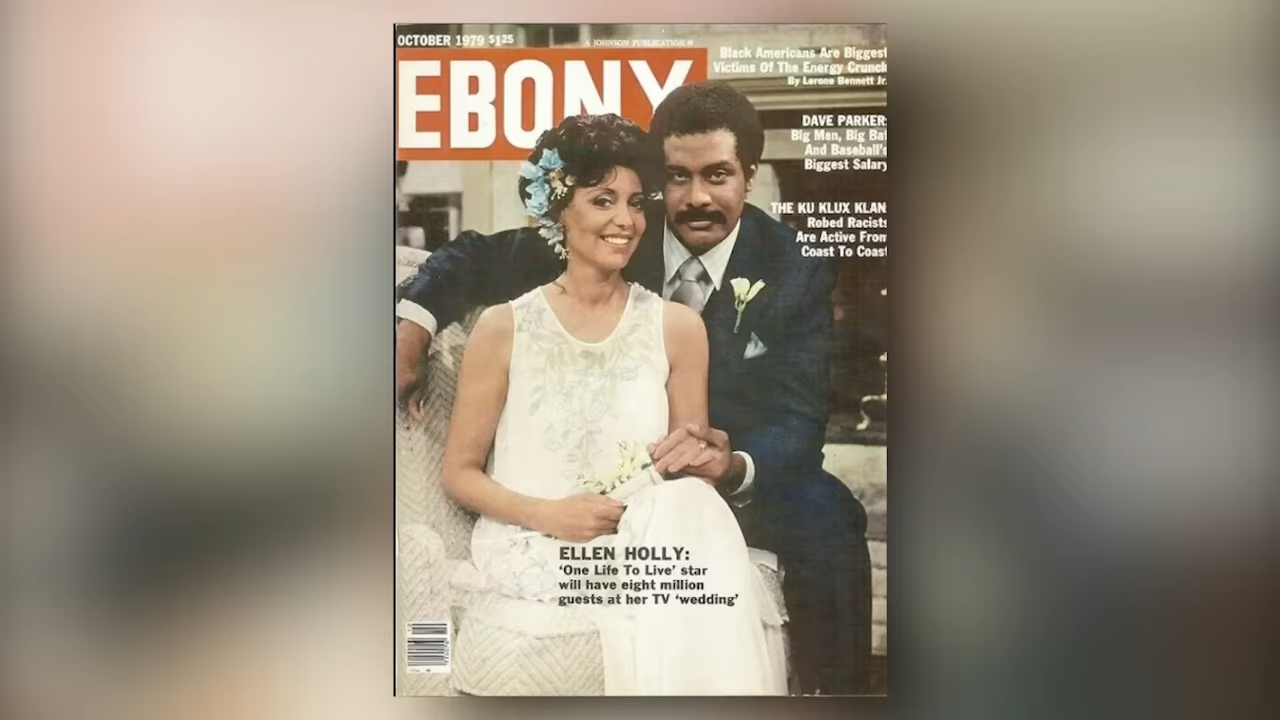 OCTOBER 1979 $1.25
A JOHNSON PUBLICATION
EBONY
Black Americans Are Biggest
Victims Of The Energy Crunch
By Lerone Bennett Jr.
DAVE PARKER:
Big Man, Big Bat
And Baseball's
Biggest Salary
THE KU KLUX KLAN:
Robed Racists
Are Active From
Coast To Coast
ELLEN HOLLY:
'One Life To Live' star
will have eight million
guests at her TV 'wedding'